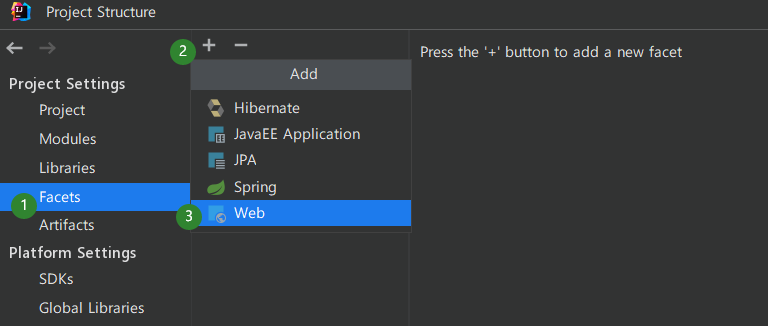 Project Structure
2
Add
Press the '+' button to add a new facet
Project Settings
Project
Modules
Libraries
1
Facets
Artifacts
Platform Settings
SDKs
Global Libraries
Hibernate
JavaEE Application
JPA
Spring
3
Web